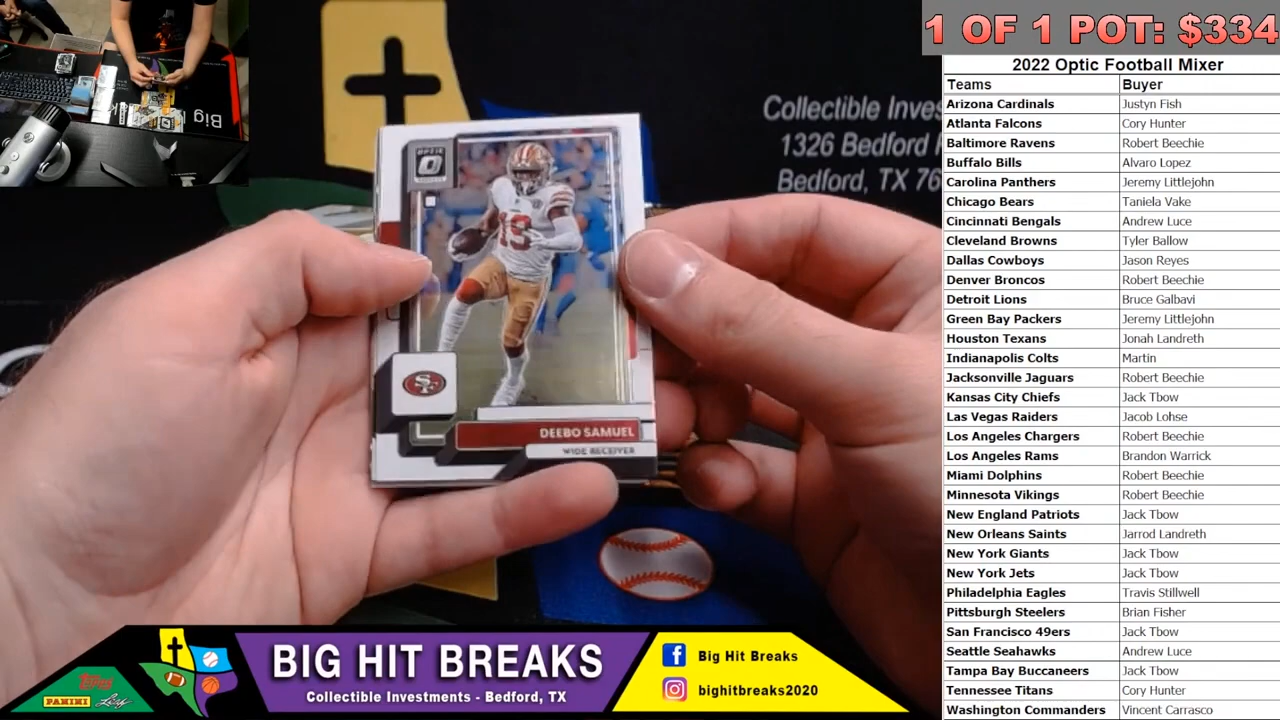 1 OF 1 POT: $334
2022 Optic Football Mixer
Teams Buyer
Arizona Cardinals Justyn Fish
Atlanta Falcons Cory Hunter
Baltimore Ravens Robert Beechie
Buffalo Bills Alvaro Lopez
Carolina Panthers Jeremy Littlejohn
Chicago Bears Taniela Vake
Cincinnati Bengals Andrew Luce
Cleveland Browns Tyler Ballow
Dallas Cowboys Jason Reyes
Denver Broncos Robert Beechie
Detroit Lions Bruce Galbavi
Green Bay Packers Jeremy Littlejohn
Houston Texans Jonah Landreth
Indianapolis Colts Martin
Jacksonville Jaguars Robert Beechie
Kansas City Chiefs Jack Tbow
Las Vegas Raiders Jacob Lohse
Los Angeles Chargers Robert Beechie
Los Angeles Rams Brandon Warrick
Miami Dolphins Robert Beechie
Minnesota Vikings Robert Beechie
New England Patriots Jack Tbow
New Orleans Saints Jarrod Landreth
New York Giants Jack Tbow
New York Jets Jack Tbow
Philadelphia Eagles Travis Stillwell
Pittsburgh Steelers Brian Fisher
San Francisco 49ers Jack Tbow
Seattle Seahawks Andrew Luce
Tampa Bay Buccaneers Jack Tbow
Tennessee Titans Cory Hunter
Washington Commanders Vincent Carrasco
Collectible Inves
1326 Bedford
Bedford, TX 76
OPTIC
19
SF
DEEBO SAMUEL
WIDE RECEIVER
Big
BIG HIT BREAKS
Collectible Investments - Bedford, TX
Big Hit Breaks
bighitbreaks2020
Topps
PANINI
Leaf